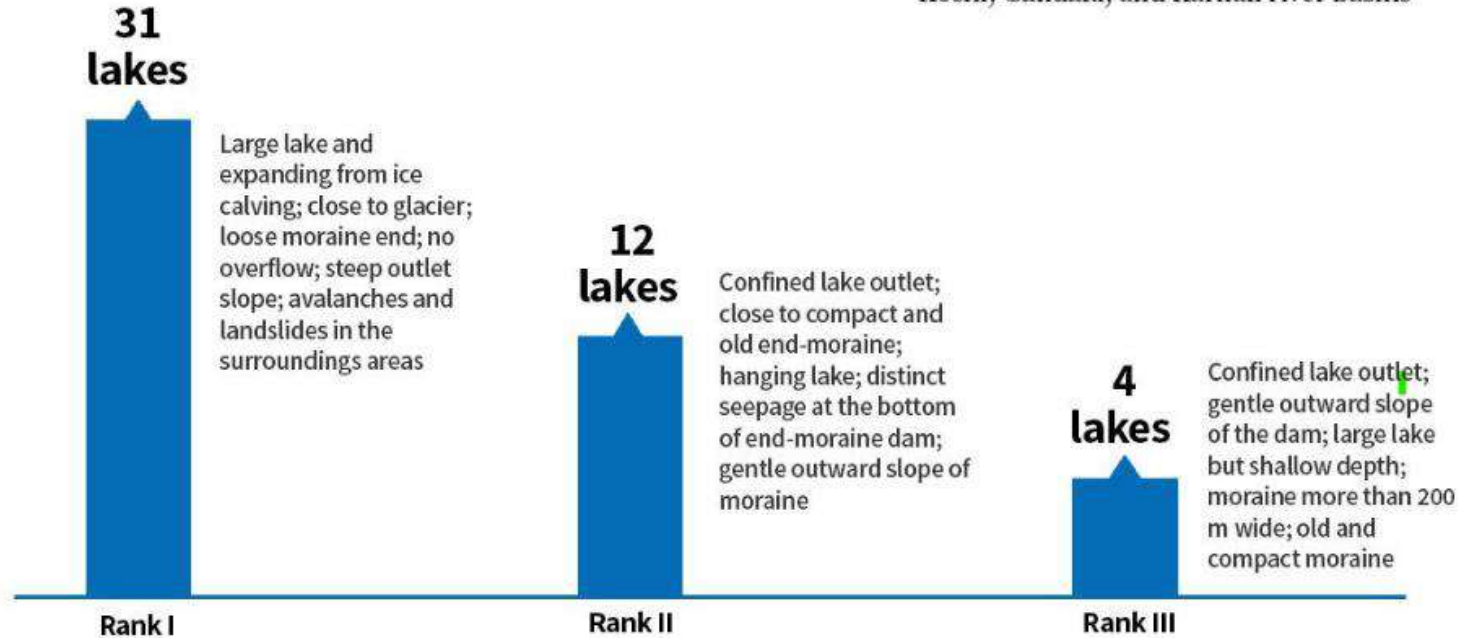 31
lakes
Large lake and
expanding from ice
calving; close to glacier;
loose moraine end; no
overflow; steep outlet
slope; avalanches and
landslides in the
surroundings areas
Rank I
12
lakes
Confined lake outlet;
close to compact and
old end-moraine;
hanging lake; distinct
seepage at the bottom
of end-moraine dam;
gentle outward slope of
moraine
Rank II
4
lakes
Confined lake outlet;
gentle outward slope
of the dam; large lake
but shallow depth;
moraine more than 200
m wide; old and
compact moraine
Rank III